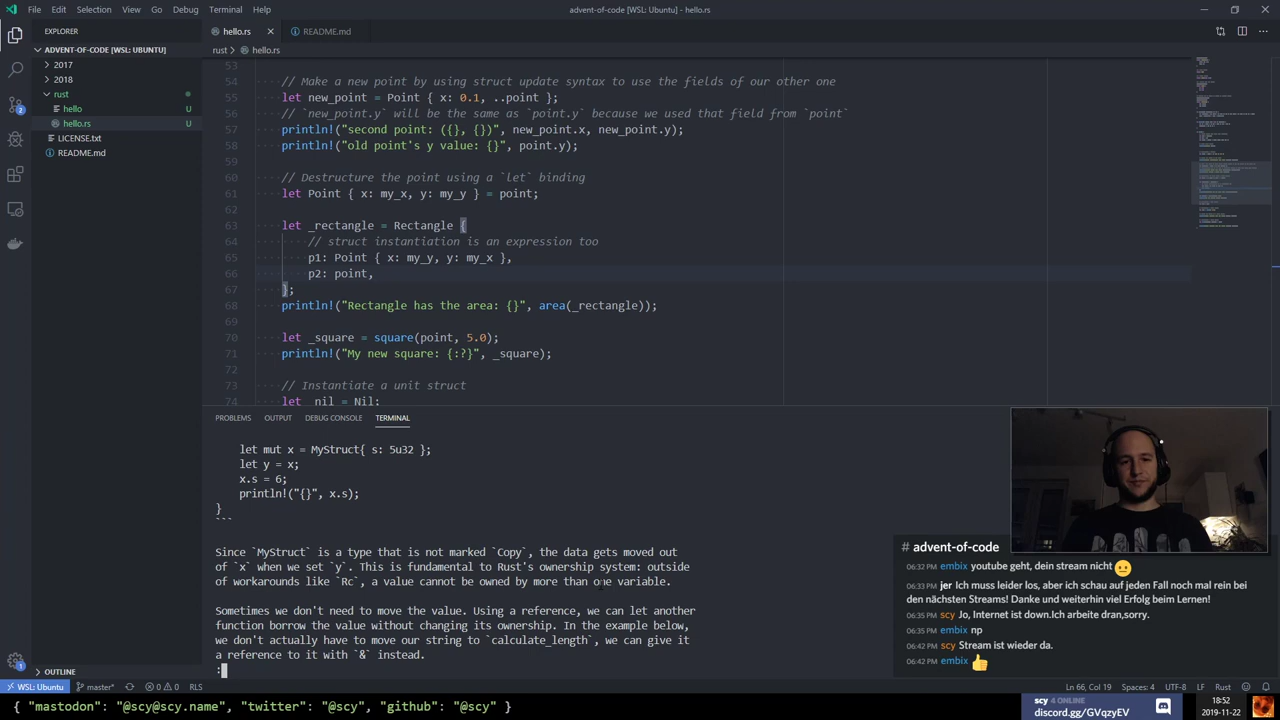 File Edit Selection View Go Debug Terminal Help
advent-of-code [WSL: Ubuntu] - hello.rs
EXPLORER
ADVENT-OF-CODE [WSL: UBUNTU]
2017
2018
rust
hello U
hello.rs U
LICENSE.txt
README.md
OUTLINE
2
1
hello.rs
README.md
rust > hello.rs
53
54 // Make a new point by using struct update syntax to use the fields of our other one
55 let new_point = Point { x: 0.1, ..point };
56 // `new_point.y` will be the same as `point.y` because we used that field from `point`
57 println!("second point: ({}, {})", new_point.x, new_point.y);
58 println!("old point's y value: {}", point.y);
59
60 // Destructure the point using a `let` binding
61 let Point { x: my_x, y: my_y } = point;
62
63 let _rectangle = Rectangle {
64 // struct instantiation is an expression too
65 p1: Point { x: my_y, y: my_x },
66 p2: point,
67 };
68 println!("Rectangle has the area: {}", area(_rectangle));
69
70 let _square = square(point, 5.0);
71 println!("My new square: {:?}", _square);
72
73 // Instantiate a unit struct
74 let _nil = Nil;
PROBLEMS OUTPUT DEBUG CONSOLE TERMINAL
let mut x = MyStruct{ s: 5u32 };
let y = x;
x.s = 6;
println!("{}", x.s);
}
```
Since `MyStruct` is a type that is not marked `Copy`, the data gets moved out
of `x` when we set `y`. This is fundamental to Rust's ownership system: outside
of workarounds like `Rc`, a value cannot be owned by more than one variable.
Sometimes we don't need to move the value. Using a reference, we can let another
function borrow the value without changing its ownership. In the example below,
we don't actually have to move our string to `calculate_length`, we can give it
a reference to it with `&` instead.
:
# advent-of-code
06:32 PM embix youtube geht, dein stream nicht 😐
06:33 PM jer Ich muss leider los, aber ich schau auf jeden Fall noch mal rein bei
den nächsten Streams! Danke und weiterhin viel Erfolg beim Lernen!
06:35 PM scy Jo, Internet ist down.Ich arbeite dran,sorry.
06:35 PM embix np
06:42 PM scy Stream ist wieder da.
06:42 PM embix 👍
WSL: Ubuntu master* 0 0 RLS
Ln 66, Col 19 Spaces: 4 UTF-8 LF Rust
{ "mastodon": "@scy@scy.name", "twitter": "@scy", "github": "@scy" }
scy 4 ONLINE
discord.gg/GVqzyEV
18:52
2019-11-22